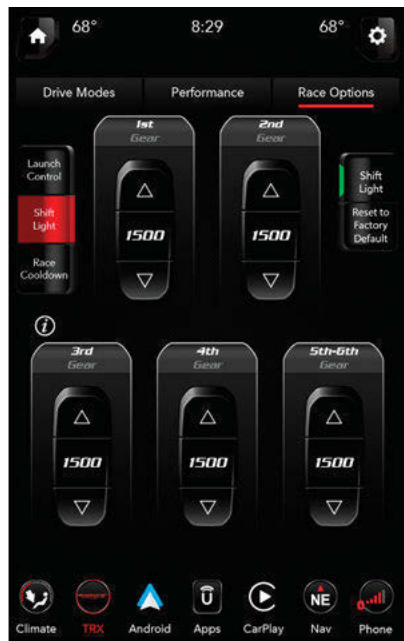 68°
8:29
68°
Drive Modes
Performance
Race Options
1st
Gear
2nd
Gear
Launch
Control
Shift
Light
Race
Cooldown
1500
1500
Shift
Light
Reset to
Factory
Default
i
3rd
Gear
4th
Gear
5th-6th
Gear
1500
1500
1500
U
NE
Climate
TRX
Android
Apps
CarPlay
Nav
Phone